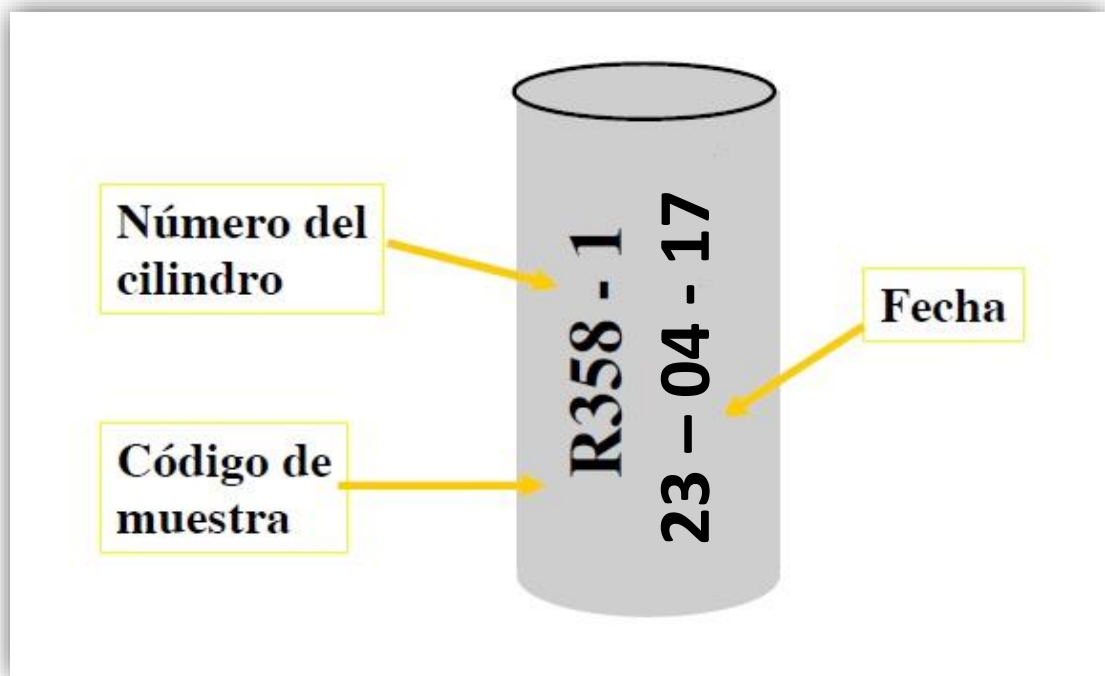 Número del
cilindro
Código de
muestra
R358 - 1
23 – 04 - 17
Fecha